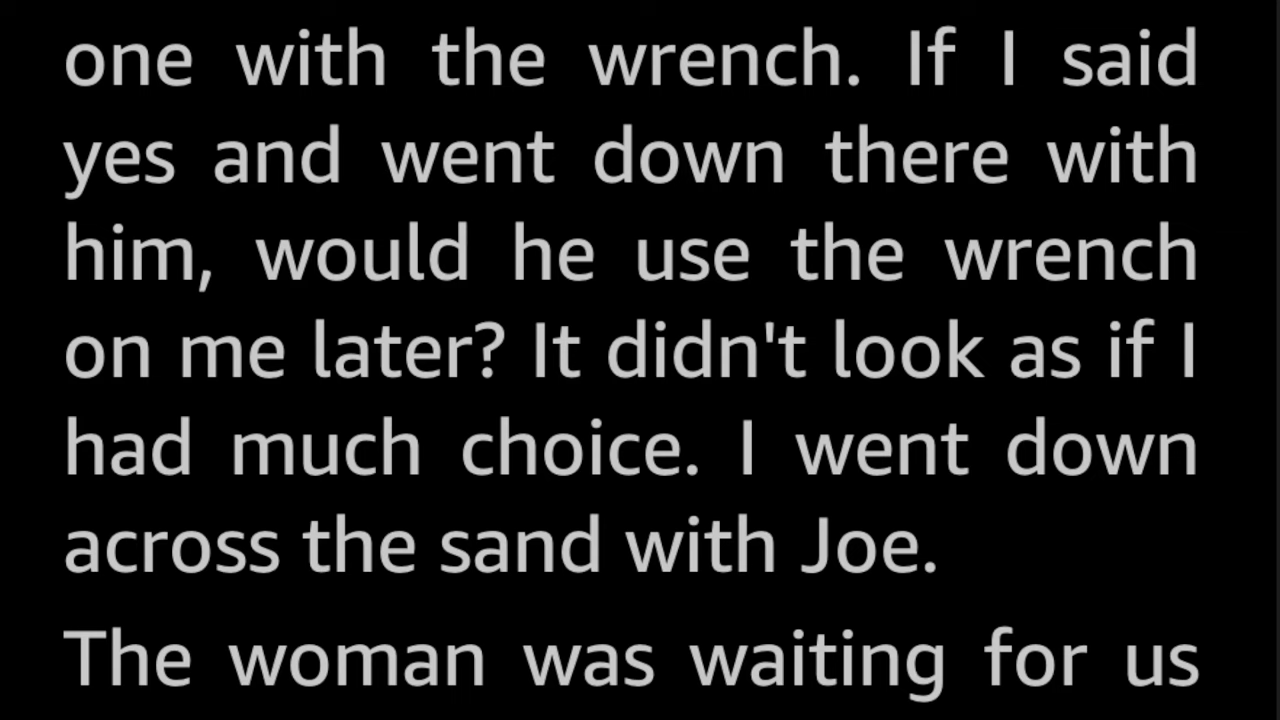 one with the wrench. If I said
yes and went down there with
him, would he use the wrench
on me later? It didn't look as if I
had much choice. I went down
across the sand with Joe.
The woman was waiting for us